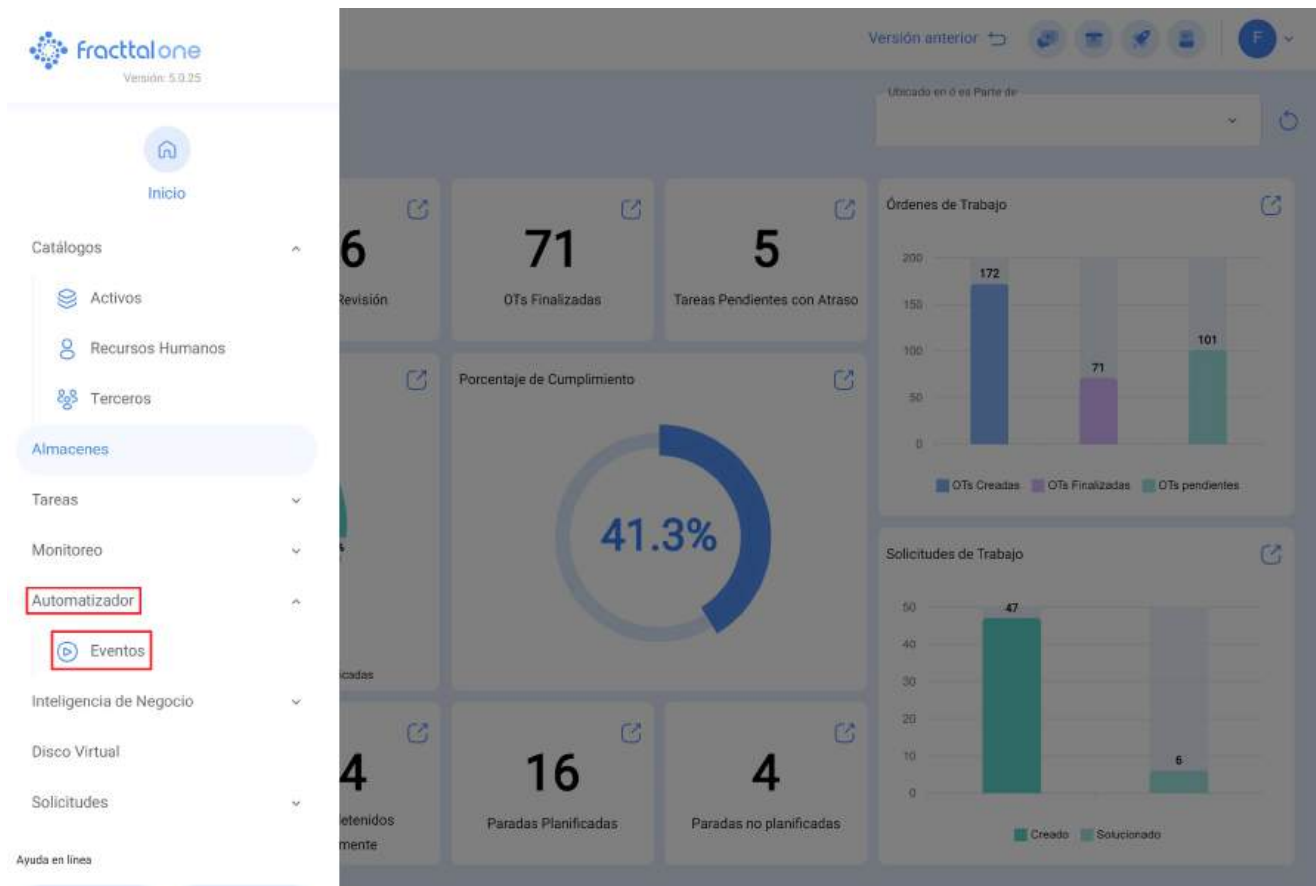 fracttalone
Versión: 5.0.25
Inicio
Catálogos
Activos
Recursos Humanos
Terceros
Almacenes
Tareas
Monitoreo
Automatizador
Eventos
Inteligencia de Negocio
Disco Virtual
Solicitudes
Ayuda en línea
Versión anterior
F
Ubicado en ó es Parte de
6
Revisión
71
OTs Finalizadas
5
Tareas Pendientes con Atraso
Órdenes de Trabajo
200
172
150
101
100
71
50
0
OTs Creadas OTs Finalizadas OTs pendientes
Porcentaje de Cumplimiento
41.3%
Solicitudes de Trabajo
50
47
40
30
20
10
6
0
Creado Solucionado
4
16
Paradas Planificadas
4
Paradas no planificadas